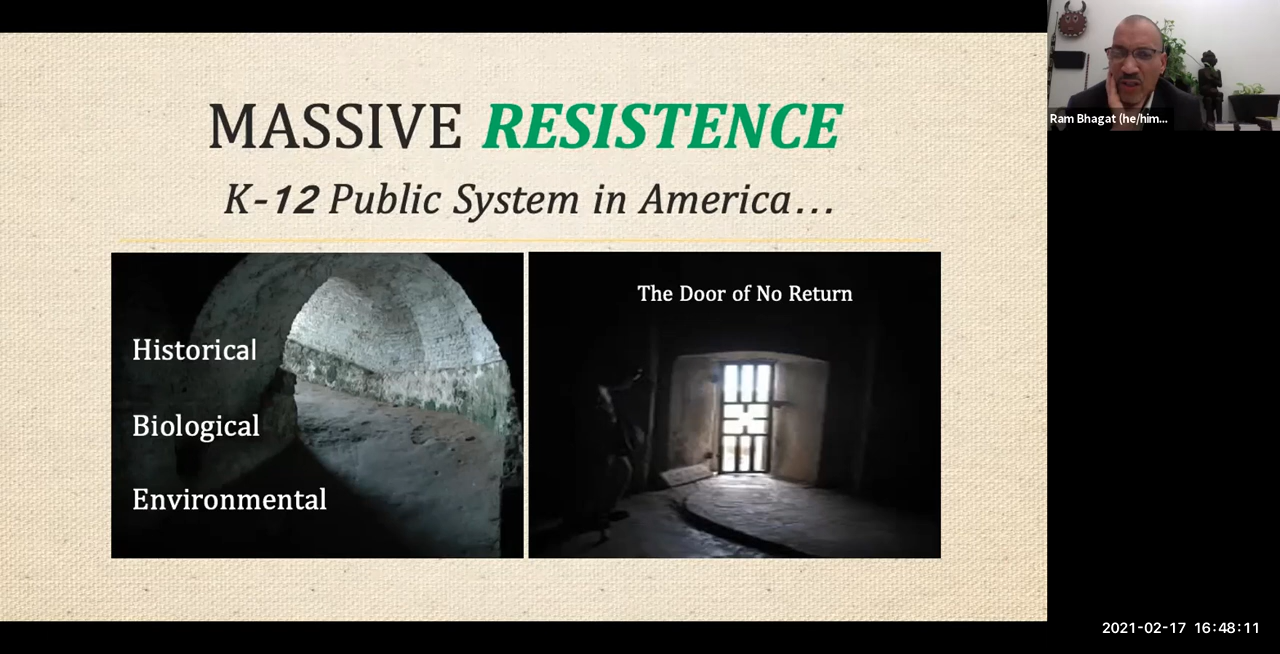 MASSIVE RESISTENCE
K-12 Public System in America...
Historical
Biological
Environmental
The Door of No Return
Ram Bhagat (he/him...
2021-02-17 16:48:11